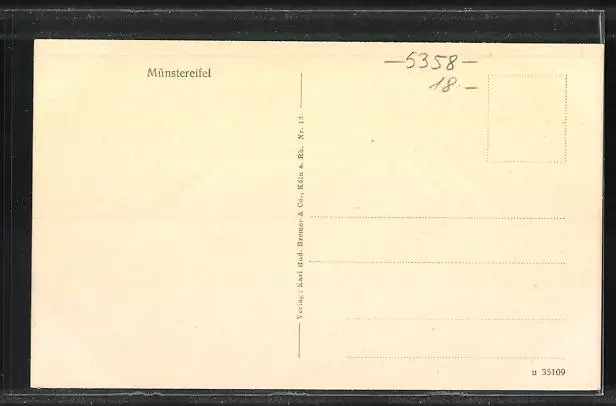 Münstereifel
—5358—
18.—
Verlag: Karl Rud. Bremer & Co., Köln a. Rh. Nr. 13.
u 35109